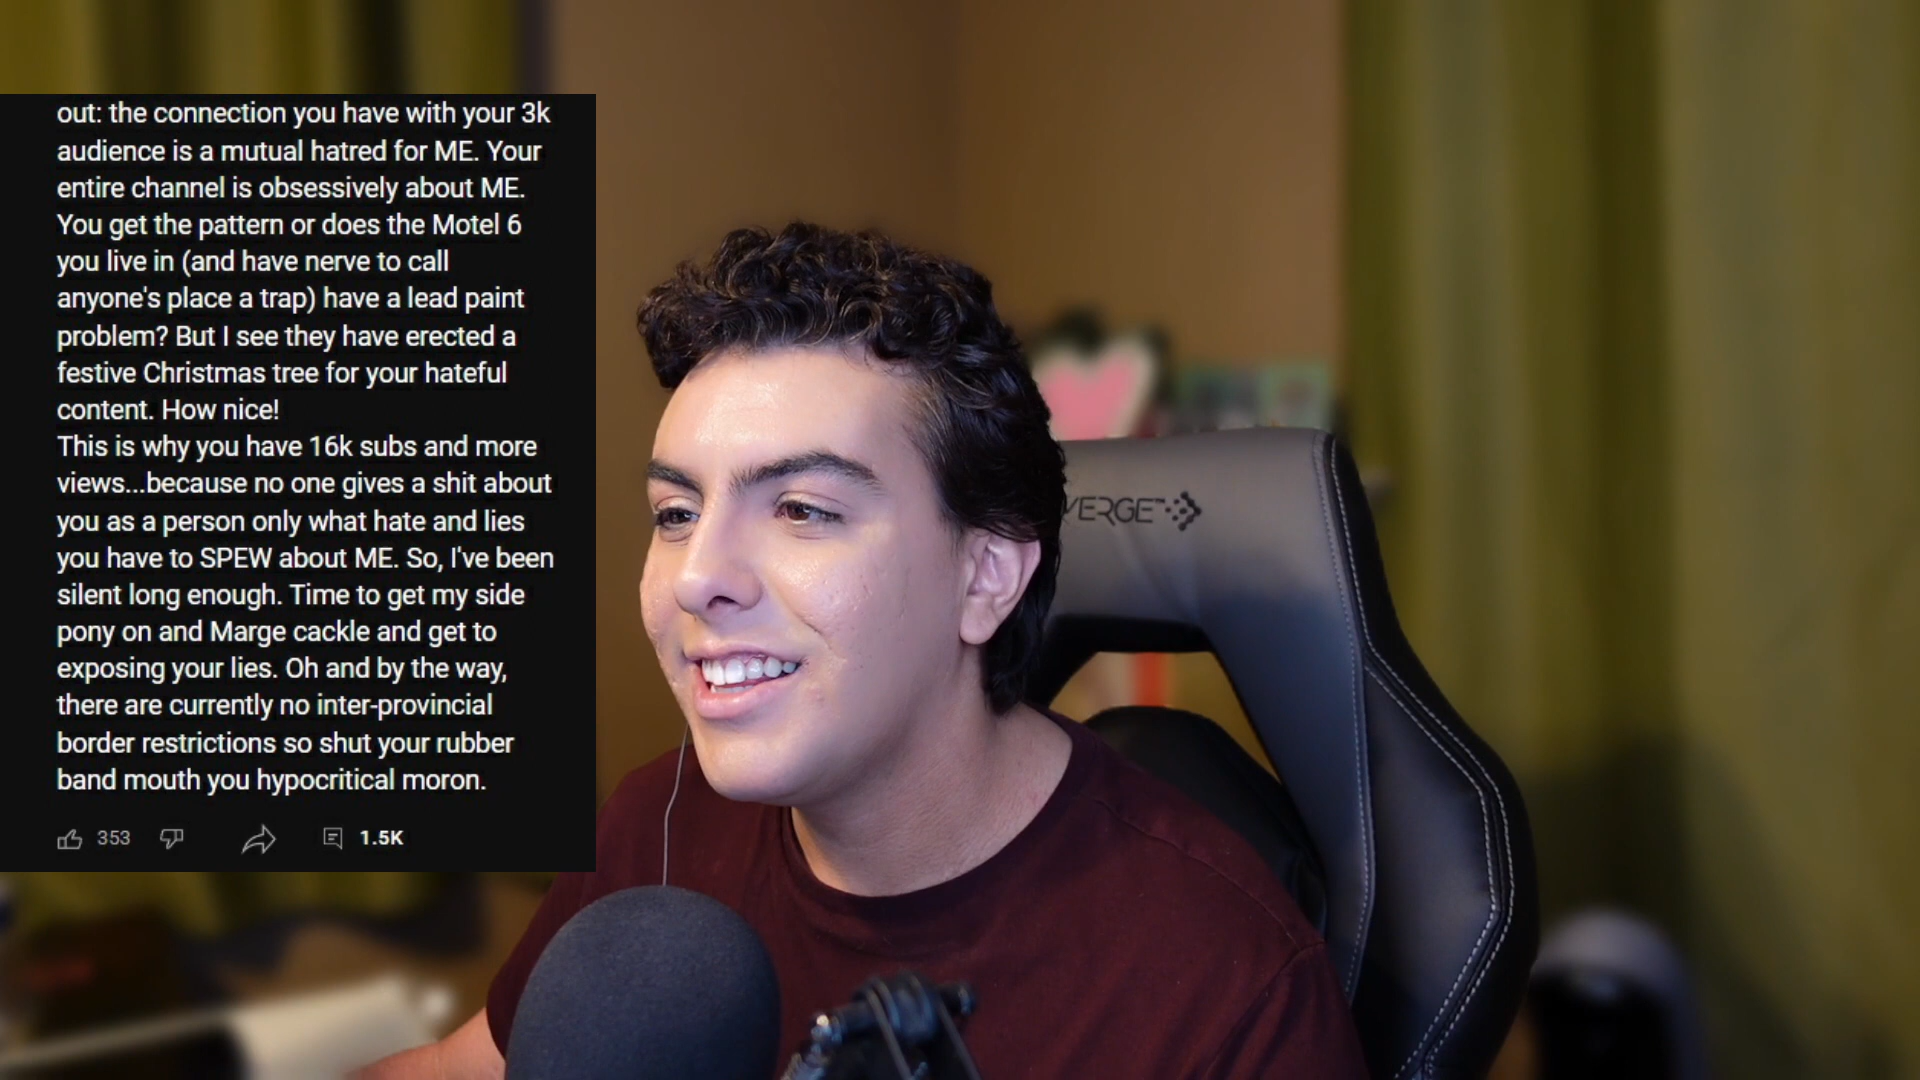 out: the connection you have with your 3k
audience is a mutual hatred for ME. Your
entire channel is obsessively about ME.
You get the pattern or does the Motel 6
you live in (and have nerve to call
anyone's place a trap) have a lead paint
problem? But I see they have erected a
festive Christmas tree for your hateful
content. How nice!
This is why you have 16k subs and more
views...because no one gives a shit about
you as a person only what hate and lies
you have to SPEW about ME. So, I've been
silent long enough. Time to get my side
pony on and Marge cackle and get to
exposing your lies. Oh and by the way,
there are currently no inter-provincial
border restrictions so shut your rubber
band mouth you hypocritical moron.
353 1.5K
VERGE